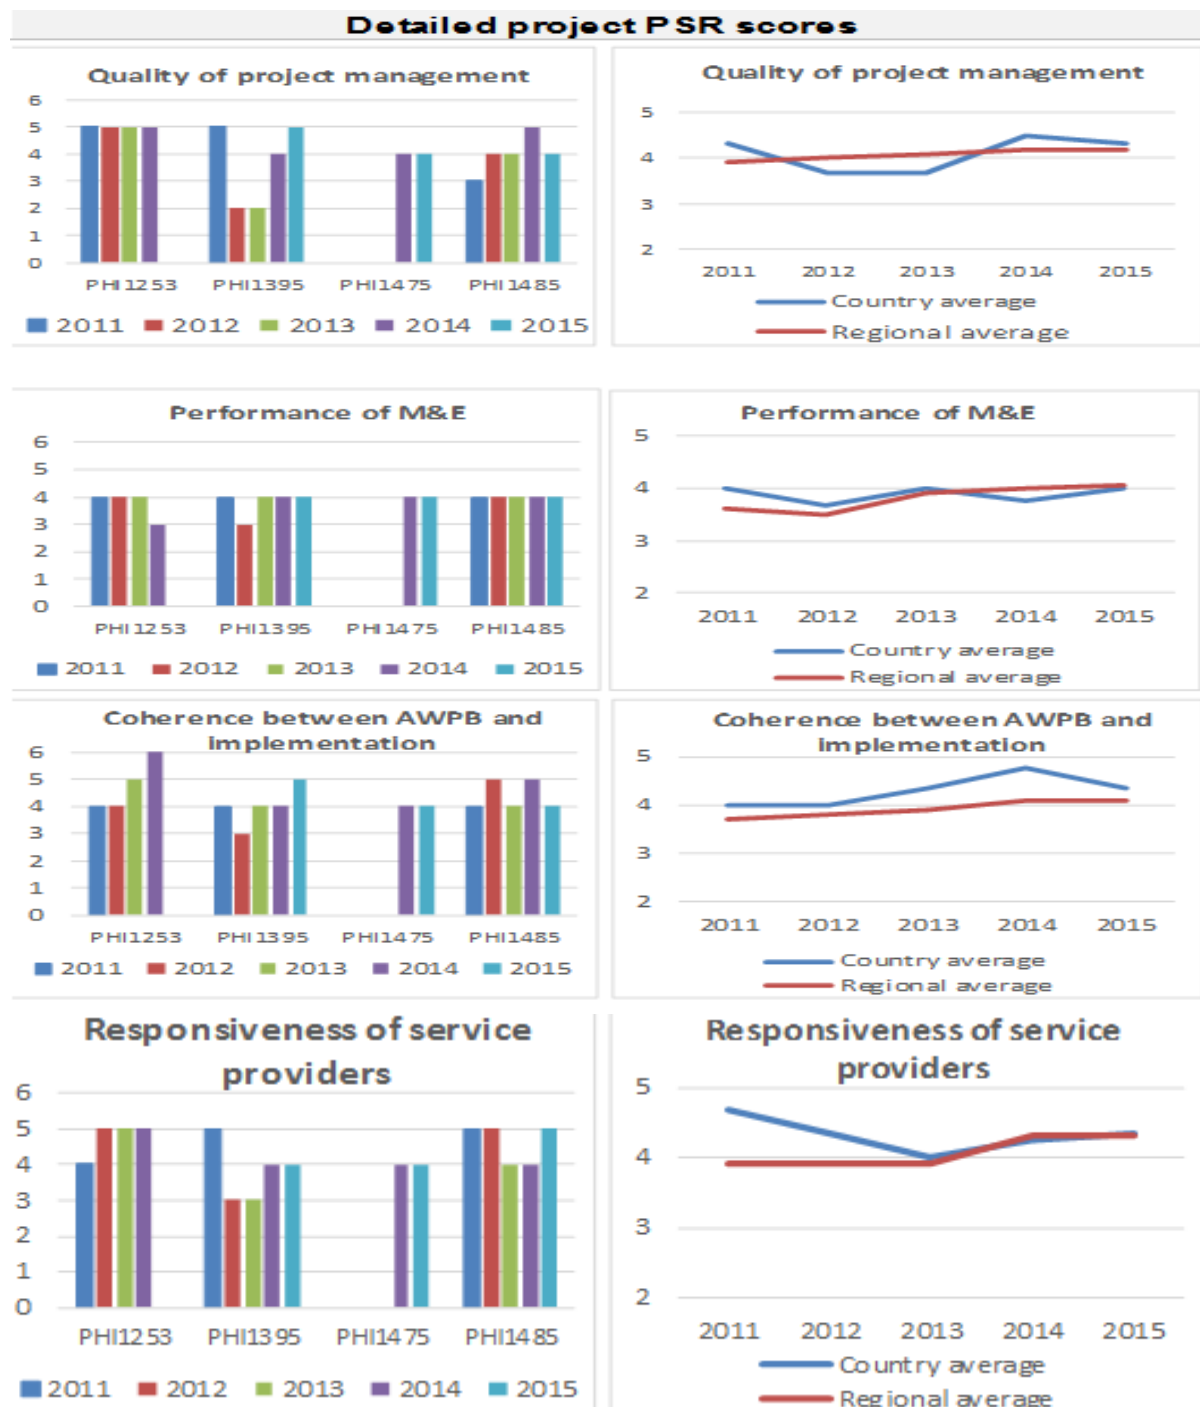 Detailed project PSR scores
Quality of project management
6
5
4
3
2
1
0
PHI1253 PHI1395 PHI1475 PHI1485
2011 2012 2013 2014 2015
Quality of project management
5
4
3
2
2011 2012 2013 2014 2015
Country average
Regional average
Performance of M&E
6
5
4
3
2
1
0
PHI1253 PHI1395 PHI1475 PHI1485
2011 2012 2013 2014 2015
Performance of M&E
5
4
3
2
2011 2012 2013 2014 2015
Country average
Regional average
Coherence between AWPB and
implementation
6
5
4
3
2
1
0
PHI1253 PHI1395 PHI1475 PHI1485
2011 2012 2013 2014 2015
Coherence between AWPB and
implementation
5
4
3
2
2011 2012 2013 2014 2015
Country average
Regional average
Responsiveness of service
providers
6
5
4
3
2
1
0
PHI1253 PHI1395 PHI1475 PHI1485
2011 2012 2013 2014 2015
Responsiveness of service
providers
5
4
3
2
2011 2012 2013 2014 2015
Country average
Regional average